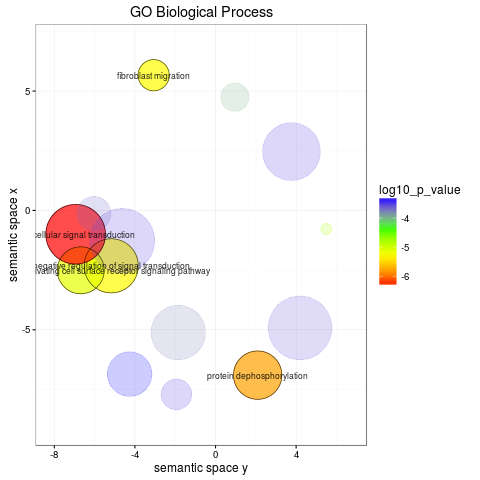 GO Biological Process
fibroblast migration
cellular signal transduction
negative regulation of signal transduction
vating cell surface receptor signaling pathway
protein dephosphorylation
5
0
-5
-8
-4
0
4
semantic space x
semantic space y
log10_p_value
-4
-5
-6